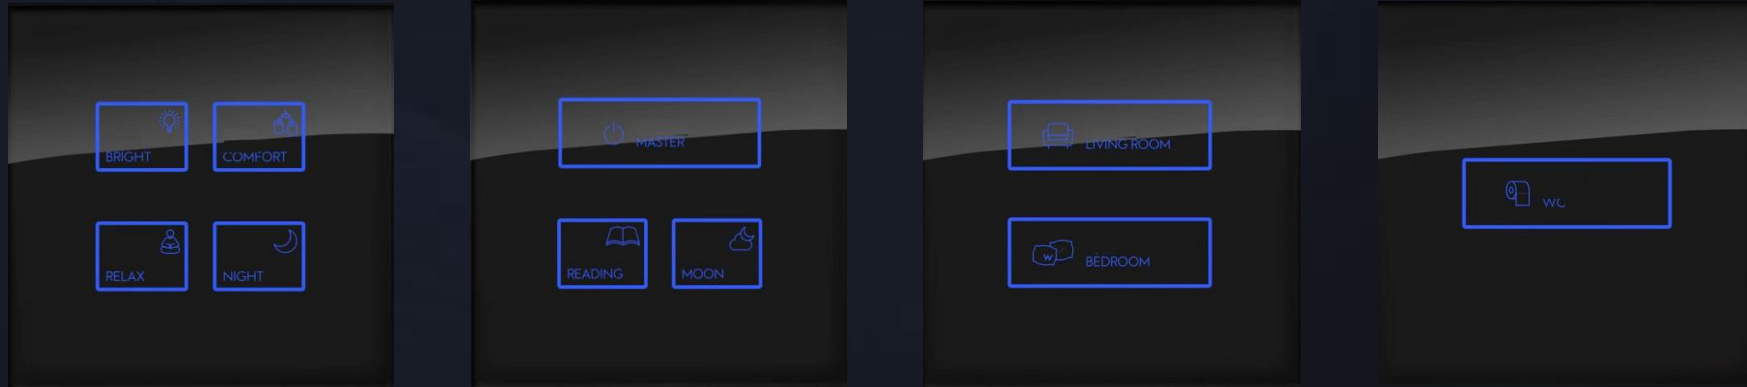 BRIGHT
COMFORT
RELAX
NIGHT
MASTER
READING
MOON
LIVING ROOM
W
BEDROOM
WC